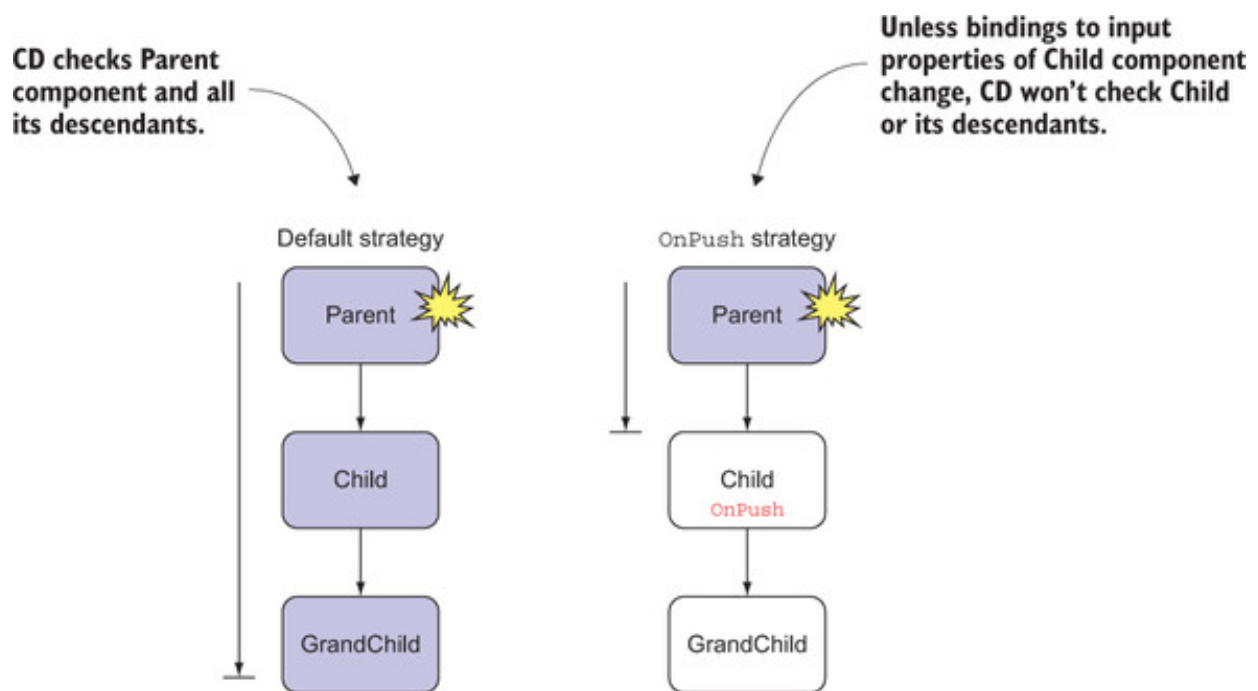 CD checks Parent
component and all
its descendants.
Unless bindings to input
properties of Child component
change, CD won't check Child
or its descendants.
Default strategy
Parent
Child
GrandChild
OnPush strategy
Parent
Child
OnPush
GrandChild